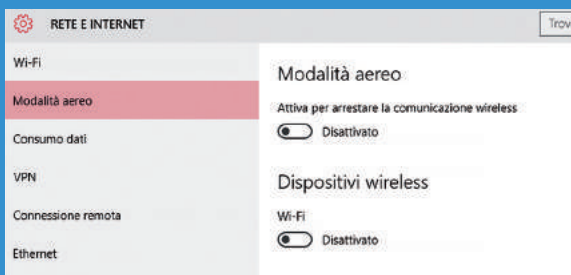 RETE E INTERNET
Trov
Wi-Fi
Modalità aereo
Consumo dati
VPN
Connessione remota
Ethernet
Modalità aereo
Attiva per arrestare la comunicazione wireless
Disattivato
Dispositivi wireless
Wi-Fi
Disattivato